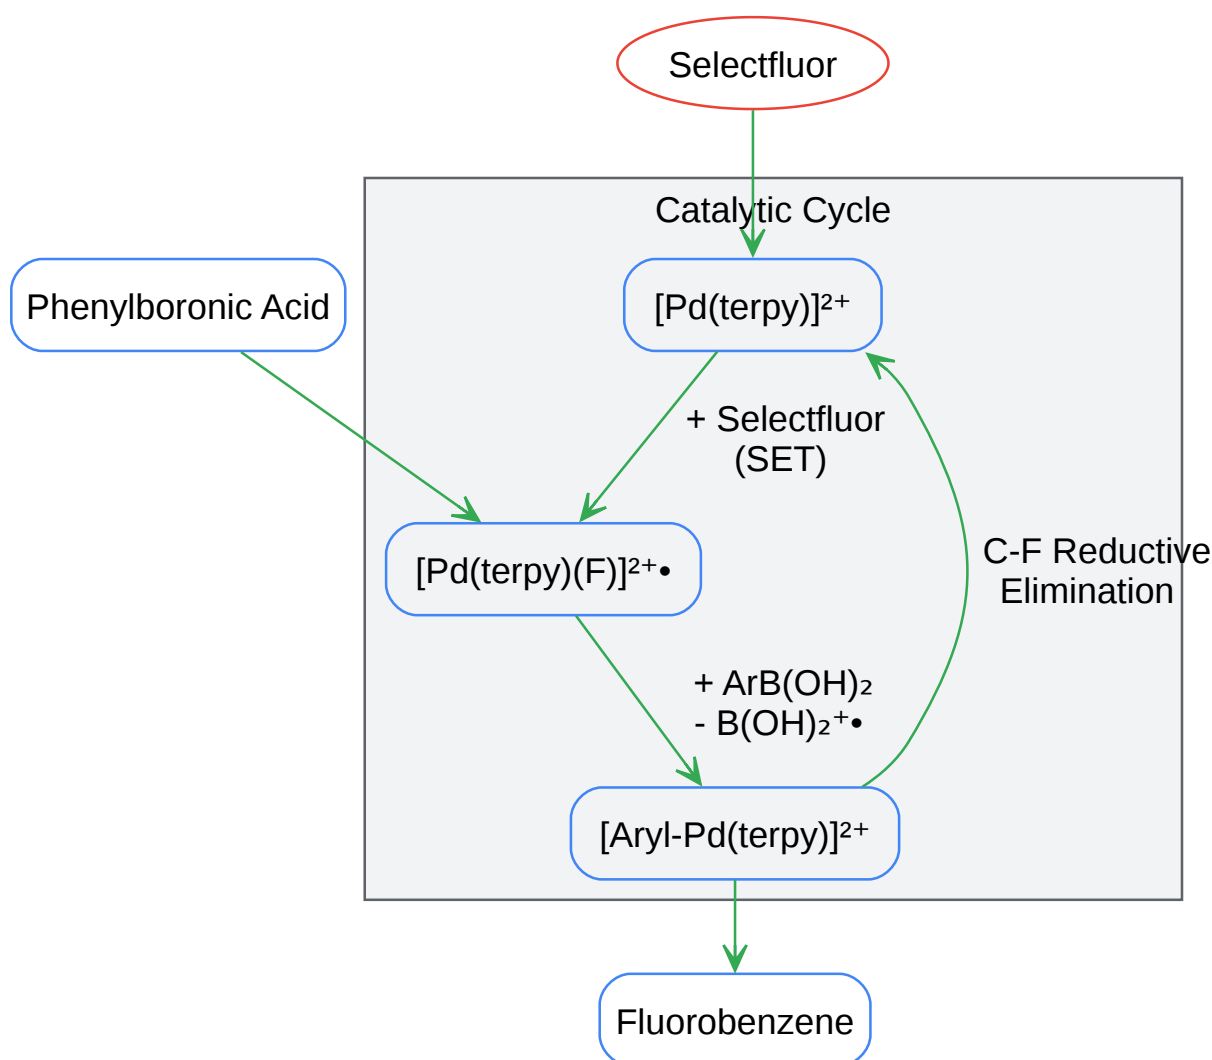 Selectfluor
Catalytic Cycle
Phenylboronic Acid
[Pd(terpy)]²⁺
+ Selectfluor
(SET)
[Pd(terpy)(F)]²⁺•
C-F Reductive
Elimination
+ ArB(OH)₂
- B(OH)₂⁺•
[Aryl-Pd(terpy)]²⁺
Fluorobenzene